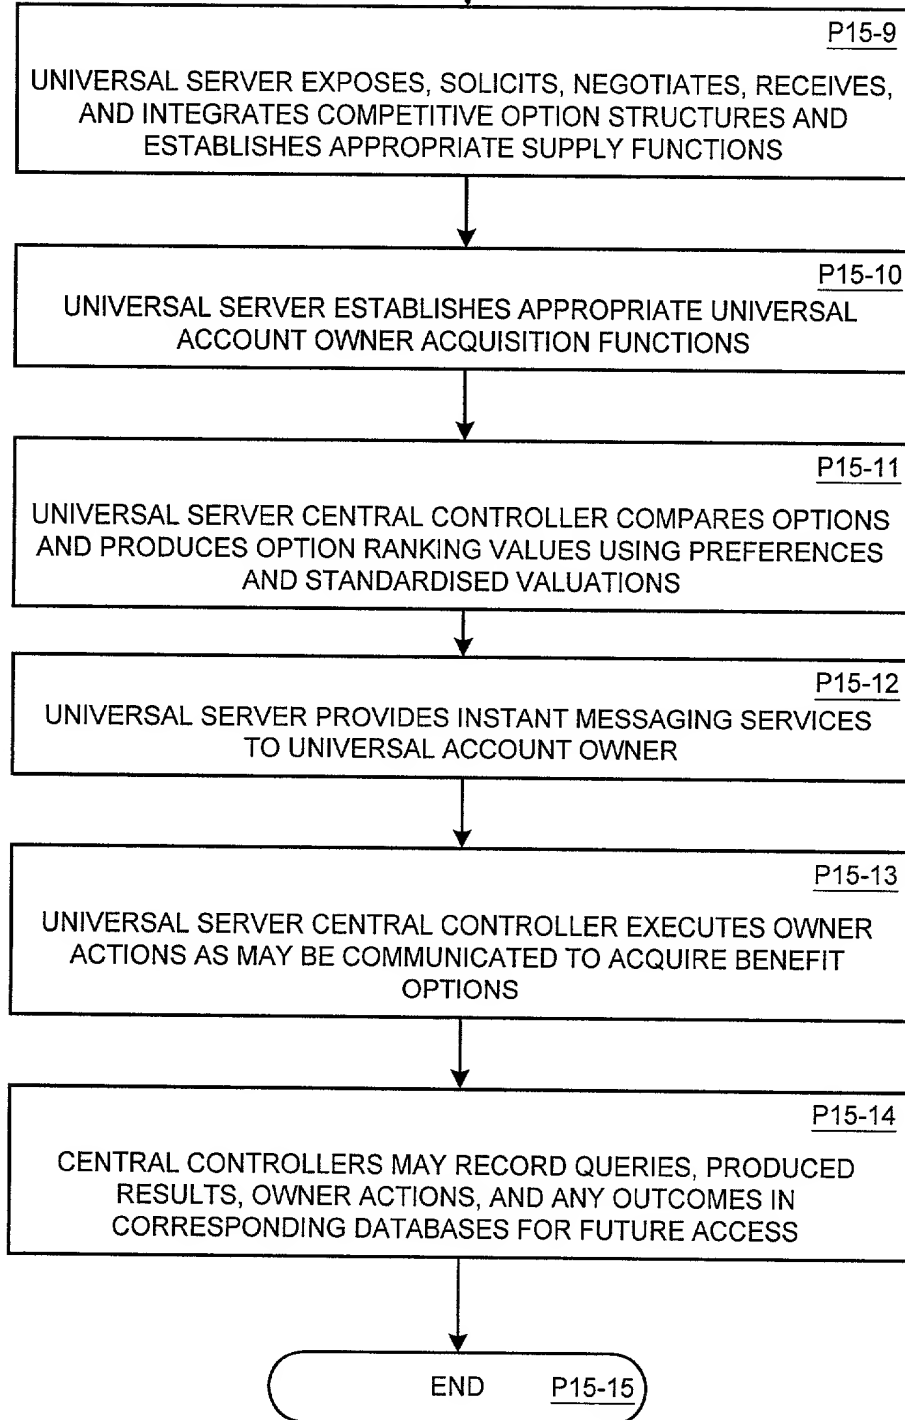 P15-9
UNIVERSAL SERVER EXPOSES, SOLICITS, NEGOTIATES, RECEIVES,
AND INTEGRATES COMPETITIVE OPTION STRUCTURES AND
ESTABLISHES APPROPRIATE SUPPLY FUNCTIONS
P15-10
UNIVERSAL SERVER ESTABLISHES APPROPRIATE UNIVERSAL
ACCOUNT OWNER ACQUISITION FUNCTIONS
P15-11
UNIVERSAL SERVER CENTRAL CONTROLLER COMPARES OPTIONS
AND PRODUCES OPTION RANKING VALUES USING PREFERENCES
AND STANDARDISED VALUATIONS
P15-12
UNIVERSAL SERVER PROVIDES INSTANT MESSAGING SERVICES
TO UNIVERSAL ACCOUNT OWNER
P15-13
UNIVERSAL SERVER CENTRAL CONTROLLER EXECUTES OWNER
ACTIONS AS MAY BE COMMUNICATED TO ACQUIRE BENEFIT
OPTIONS
P15-14
CENTRAL CONTROLLERS MAY RECORD QUERIES, PRODUCED
RESULTS, OWNER ACTIONS, AND ANY OUTCOMES IN
CORRESPONDING DATABASES FOR FUTURE ACCESS
END P15-15